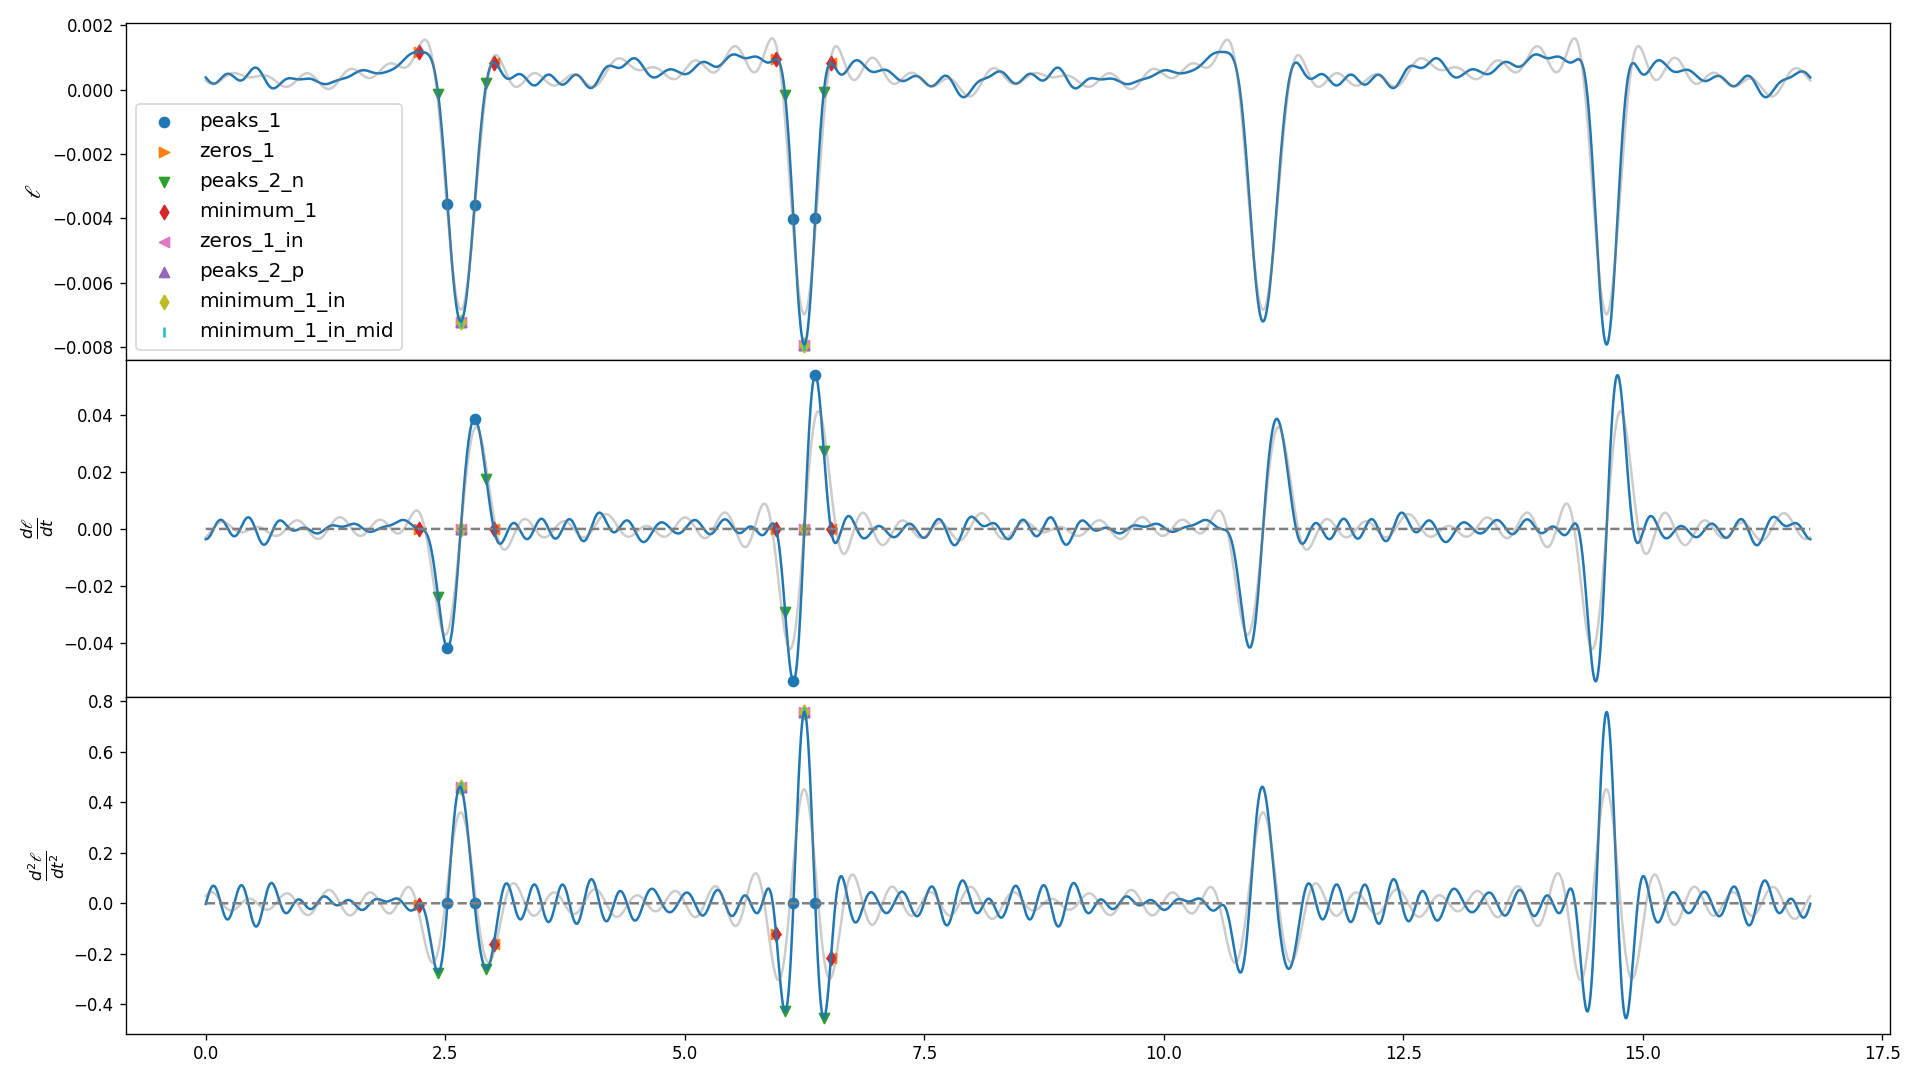 0.002
0.000
−0.002
−0.004
−0.006
−0.008
ℓ
peaks_1
zeros_1
peaks_2_n
minimum_1
zeros_1_in
peaks_2_p
minimum_1_in
minimum_1_in_mid
0.04
0.02
0.00
−0.02
−0.04
dℓ
dt
0.8
0.6
0.4
0.2
0.0
−0.2
−0.4
d²ℓ
dt²
0.0 2.5 5.0 7.5 10.0 12.5 15.0 17.5